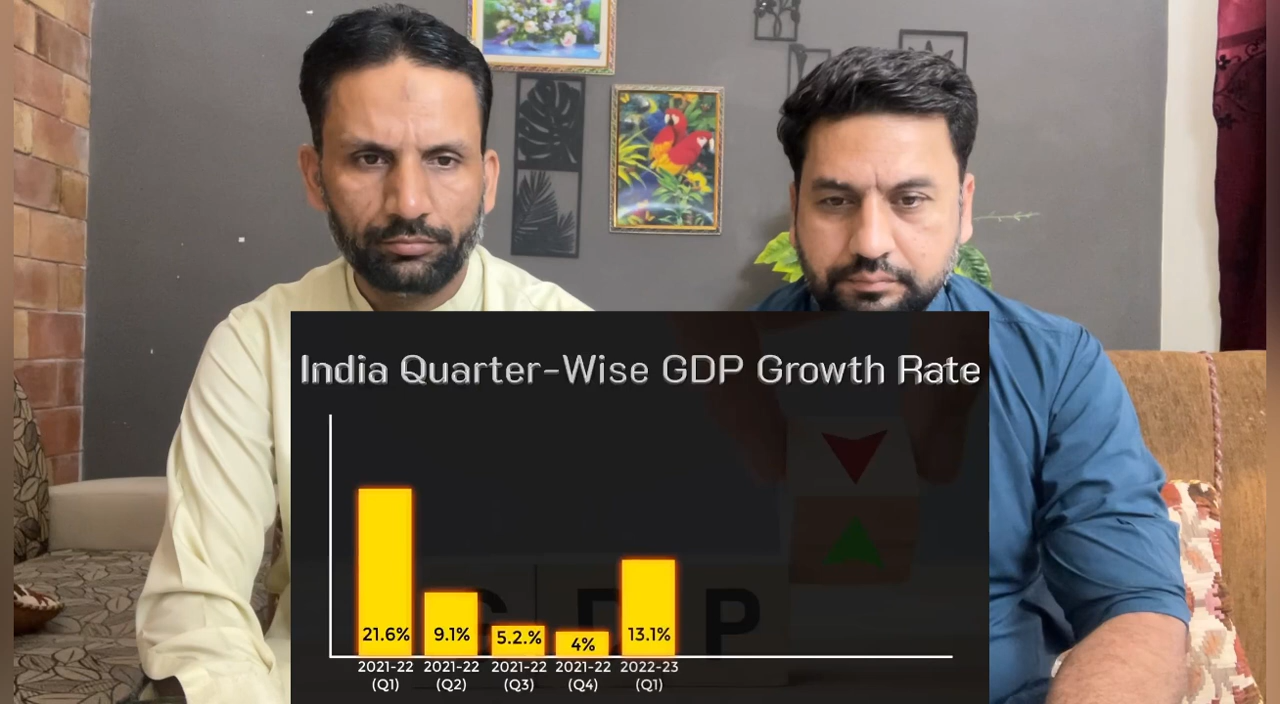 India Quarter-Wise GDP Growth Rate
21.6% 9.1% 5.2.% 4% 13.1%
2021-22 2021-22 2021-22 2021-22 2022-23
(Q1) (Q2) (Q3) (Q4) (Q1)
G D P